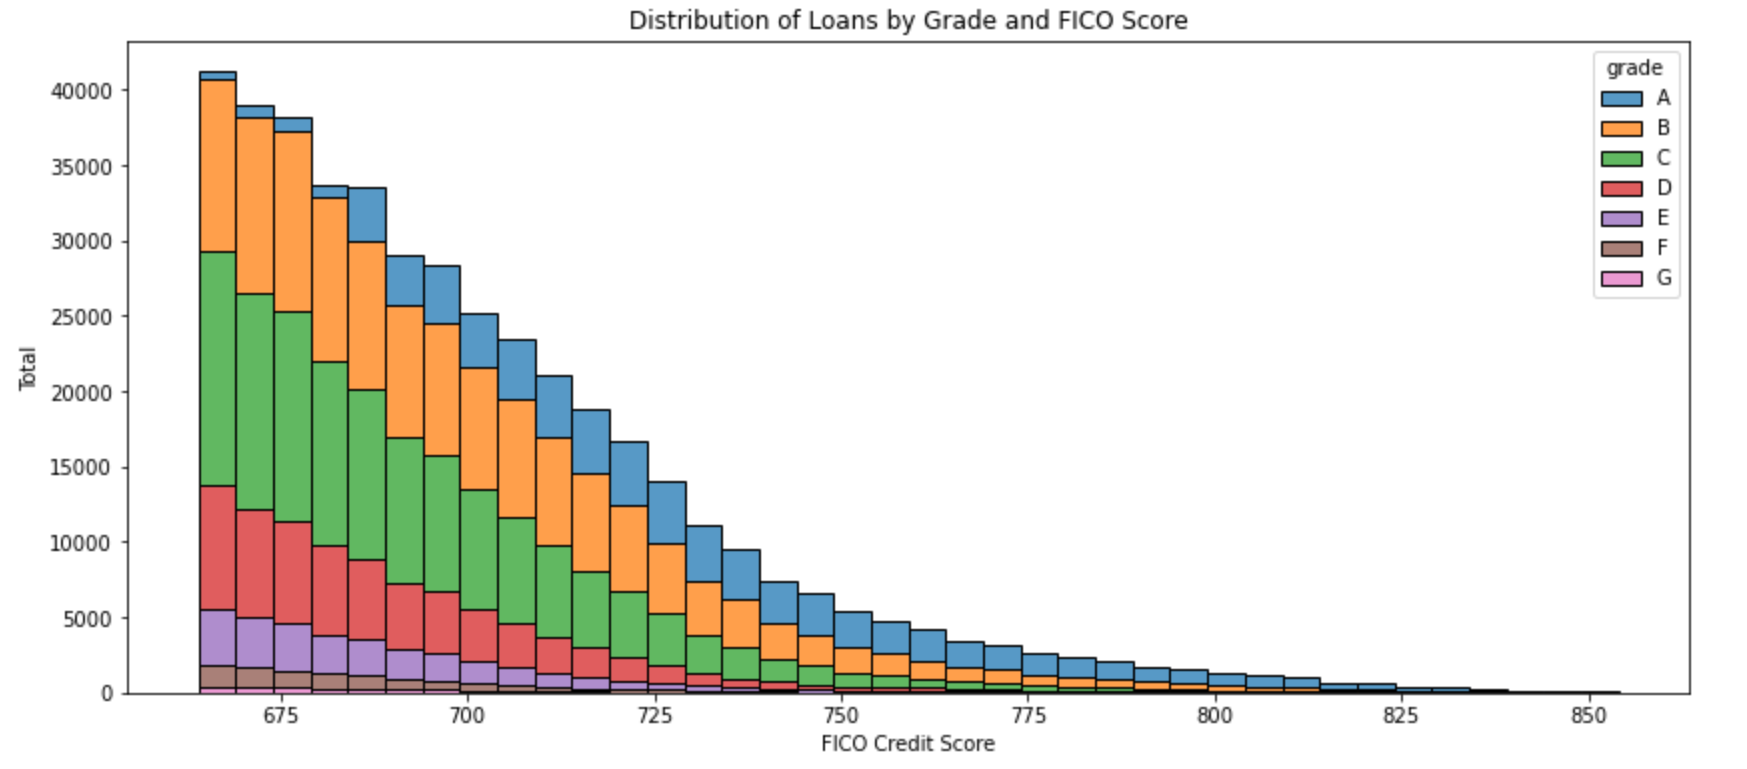 Distribution of Loans by Grade and FICO Score
grade
A
B
C
D
E
F
G
40000
35000
30000
25000
20000
15000
10000
5000
0
Total
675 700 725 750 775 800 825 850
FICO Credit Score